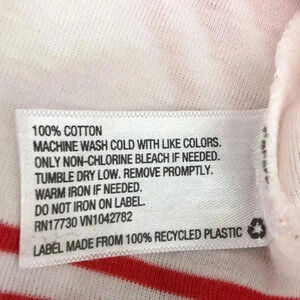 100% COTTON
MACHINE WASH COLD WITH LIKE COLORS.
ONLY NON-CHLORINE BLEACH IF NEEDED.
TUMBLE DRY LOW. REMOVE PROMPTLY.
WARM IRON IF NEEDED.
DO NOT IRON ON LABEL.
RN17730 VN1042782
LABEL MADE FROM 100% RECYCLED PLASTIC